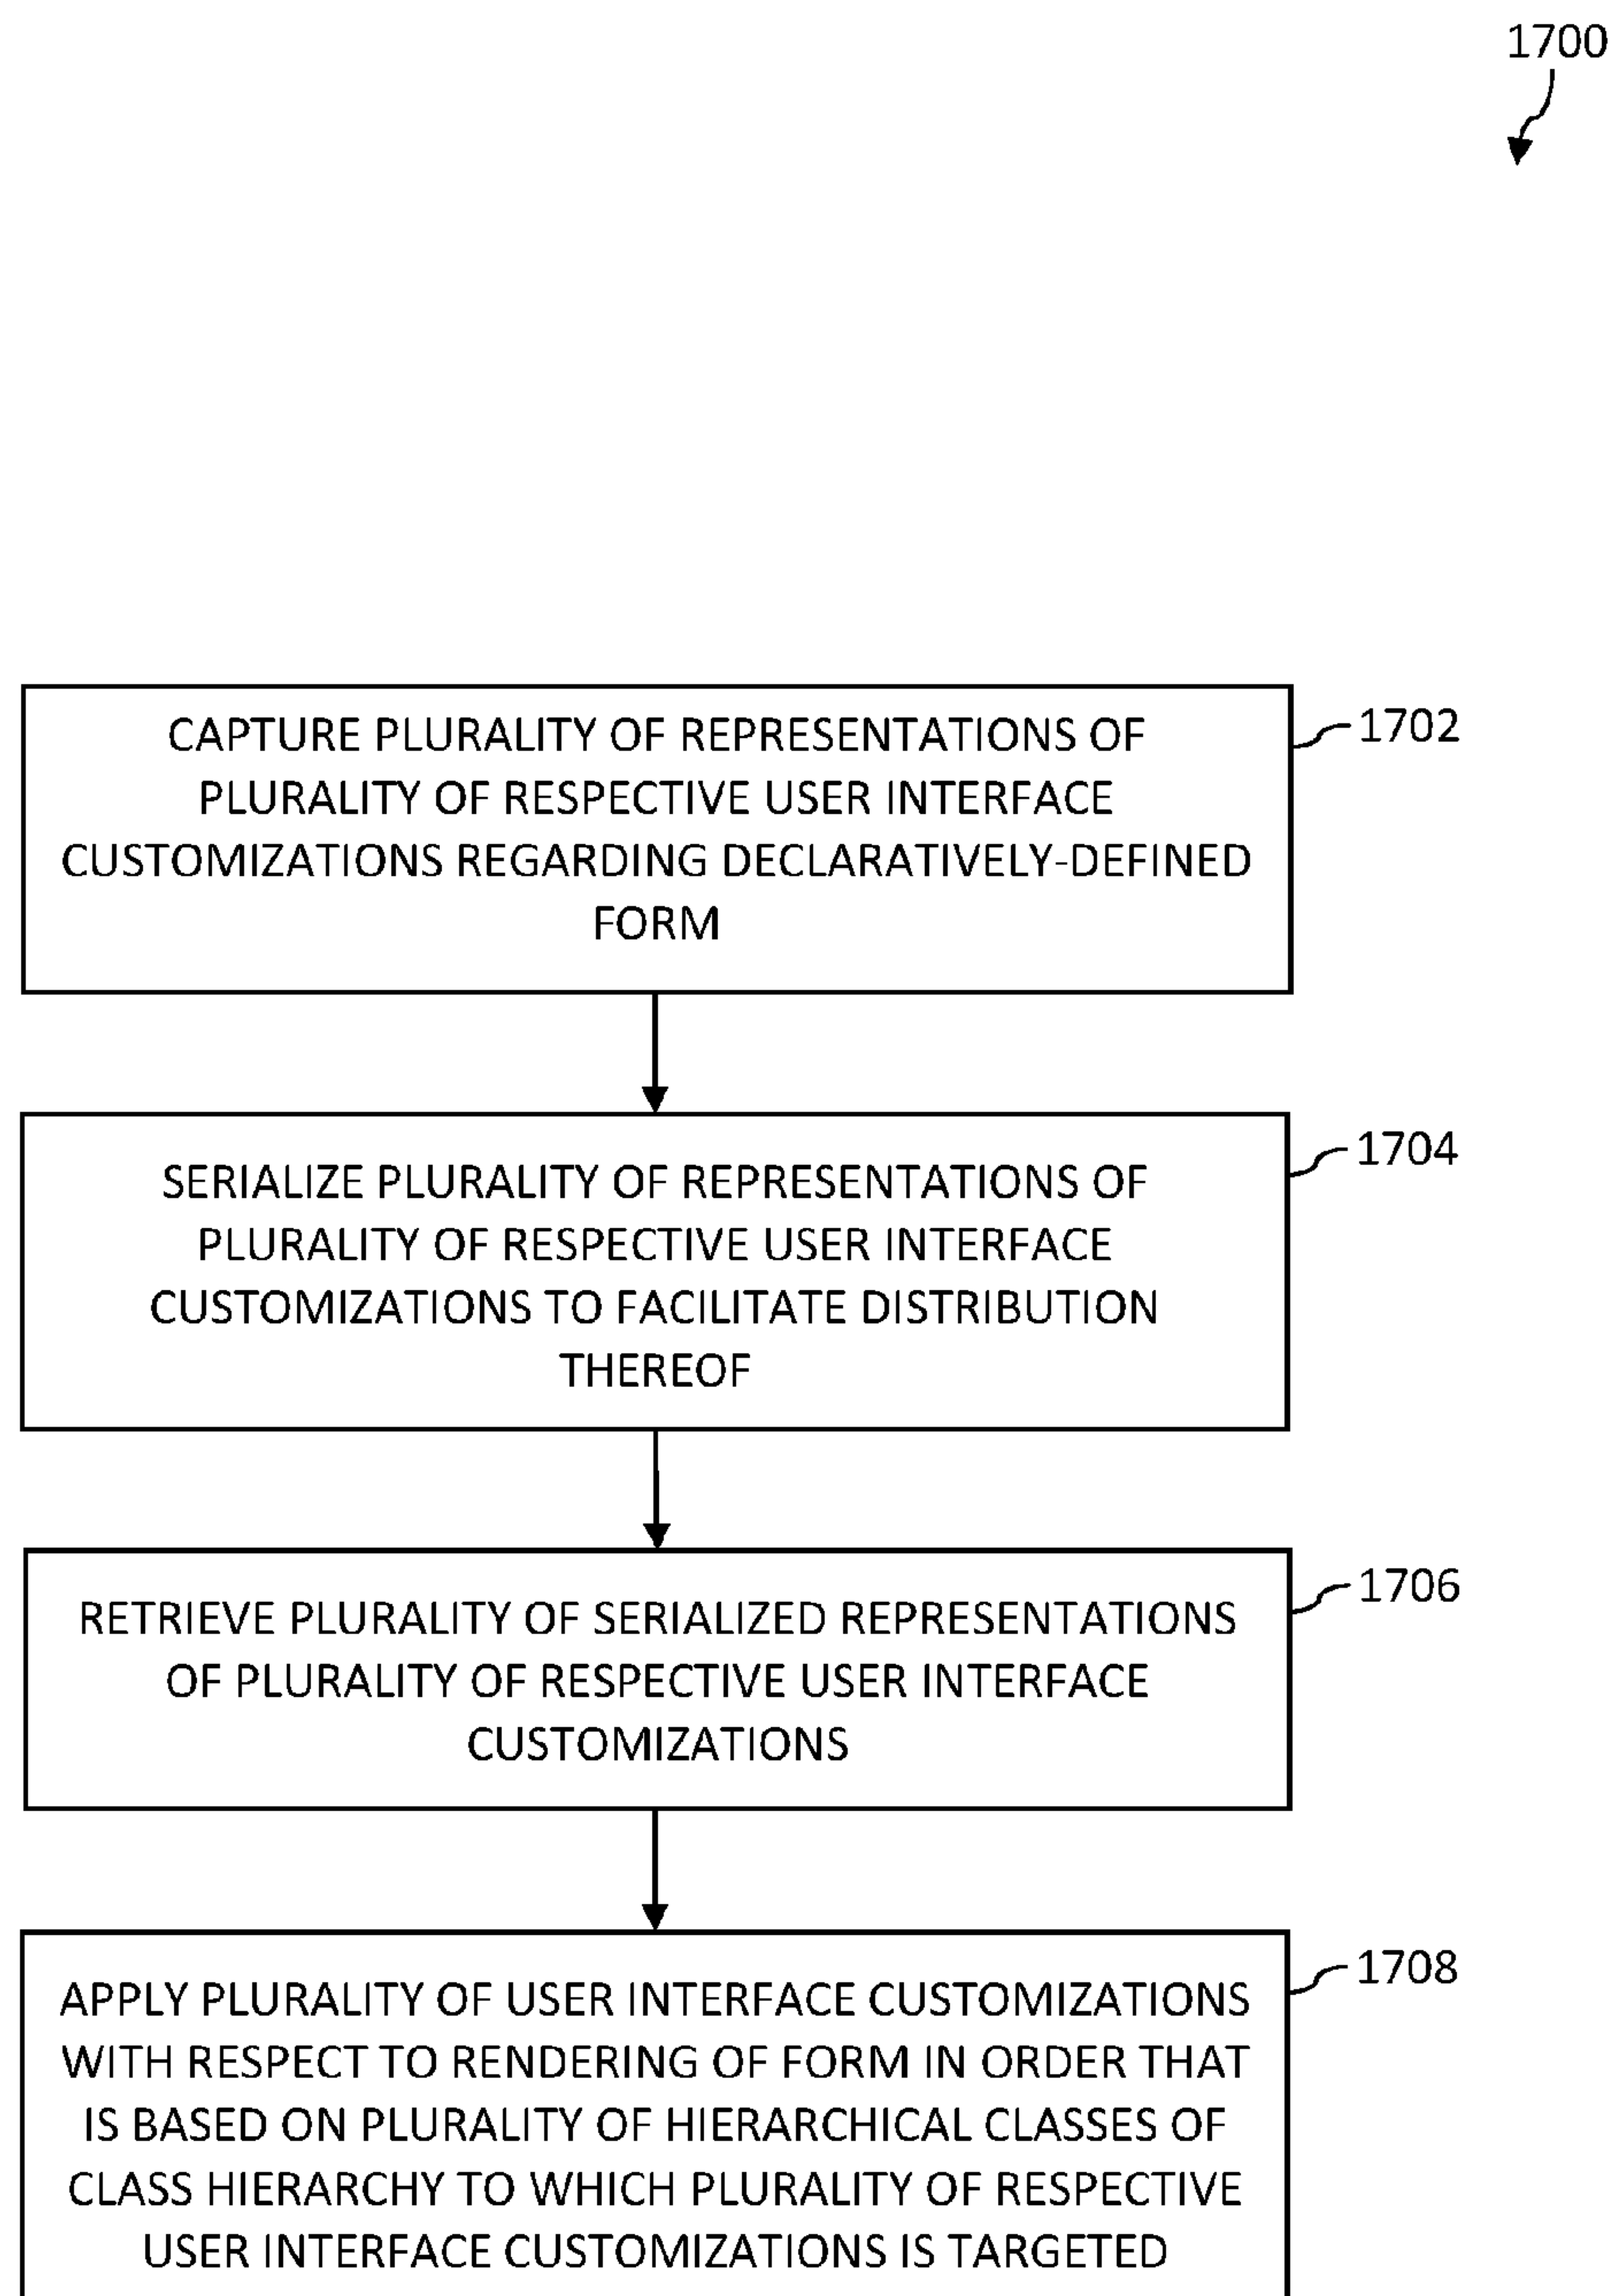 1700
CAPTURE PLURALITY OF REPRESENTATIONS OF
PLURALITY OF RESPECTIVE USER INTERFACE
CUSTOMIZATIONS REGARDING DECLARATIVELY-DEFINED
FORM
1702
SERIALIZE PLURALITY OF REPRESENTATIONS OF
PLURALITY OF RESPECTIVE USER INTERFACE
CUSTOMIZATIONS TO FACILITATE DISTRIBUTION
THEREOF
1704
RETRIEVE PLURALITY OF SERIALIZED REPRESENTATIONS
OF PLURALITY OF RESPECTIVE USER INTERFACE
CUSTOMIZATIONS
1706
APPLY PLURALITY OF USER INTERFACE CUSTOMIZATIONS
WITH RESPECT TO RENDERING OF FORM IN ORDER THAT
IS BASED ON PLURALITY OF HIERARCHICAL CLASSES OF
CLASS HIERARCHY TO WHICH PLURALITY OF RESPECTIVE
USER INTERFACE CUSTOMIZATIONS IS TARGETED
1708